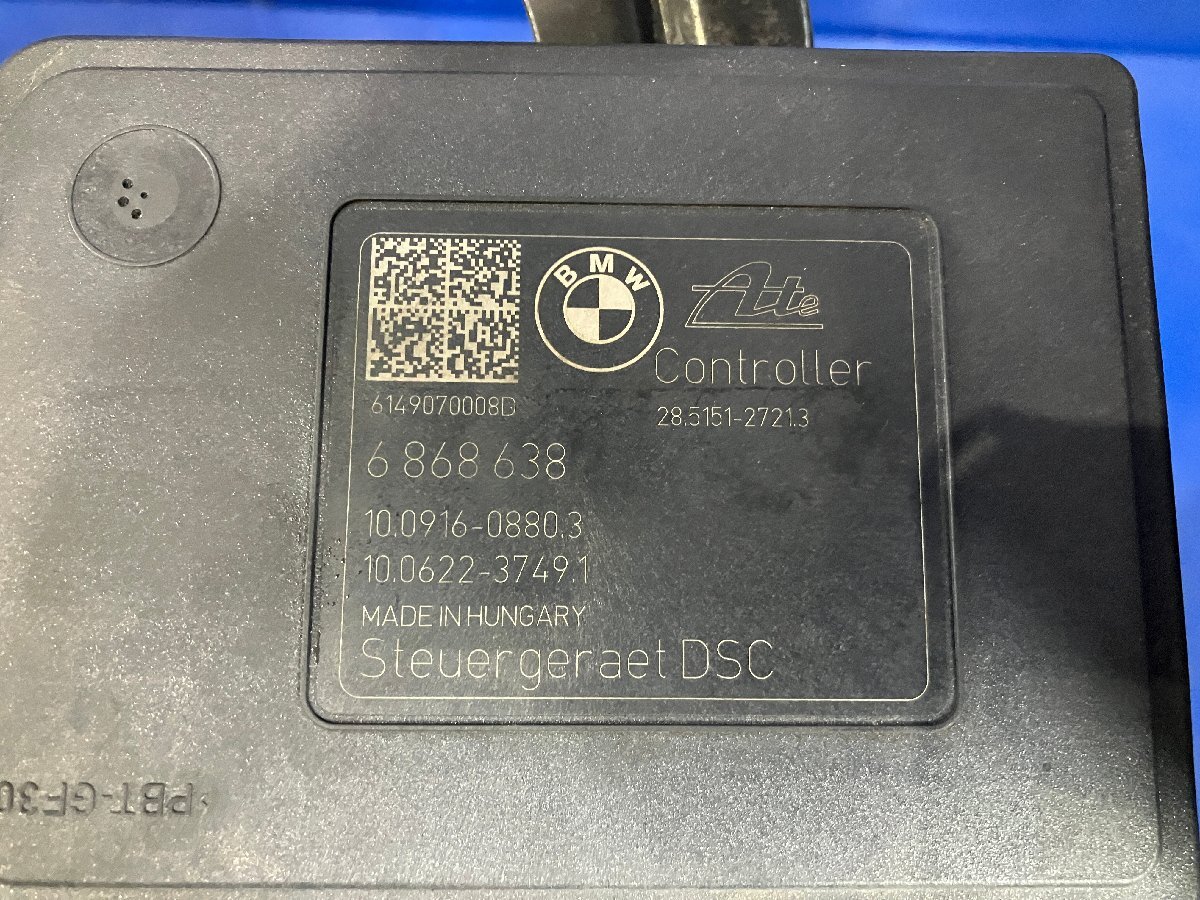 BMW
Ate
Controller
6149070008B
28.5151-2721.3
6 868 638
10.0916-0880.3
10.0622-3749.1
MADE IN HUNGARY
Steuergeraet DSC
PBT-GF30